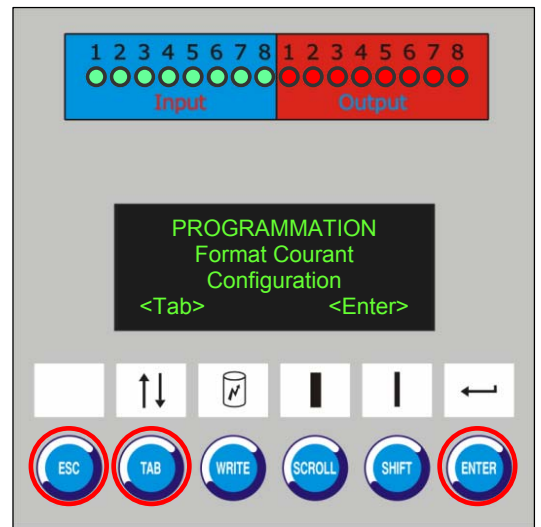 1 2 3 4 5 6 7 8 1 2 3 4 5 6 7 8
Input Output
PROGRAMMATION
Format Courant
Configuration
<Tab> <Enter>
ESC TAB WRITE SCROLL SHIFT ENTER